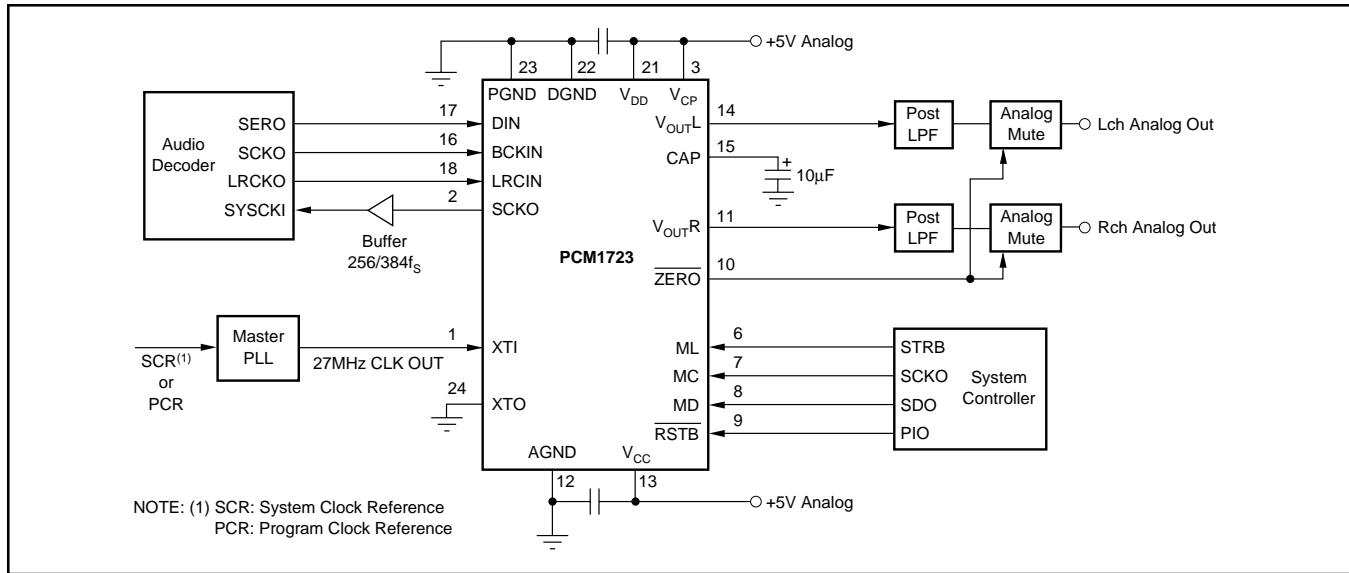 +5V Analog
23
22
21
3
PGND
DGND
VDD
VCP
Audio Decoder
SERO
17
DIN
SCKO
16
BCKIN
LRCKO
18
LRCIN
SYSCKI
2
SCKO
Buffer
256/384fS
VOUTL
14
Post LPF
Analog Mute
Lch Analog Out
CAP
15
+
10µF
VOUTR
11
Post LPF
Analog Mute
Rch Analog Out
ZERO
10
PCM1723
SCR(1)
or
PCR
Master PLL
27MHz CLK OUT
1
XTI
24
XTO
ML
6
STRB
MC
7
SCKO
MD
8
SDO
RSTB
9
PIO
System Controller
AGND
VCC
12
13
+5V Analog
NOTE: (1) SCR: System Clock Reference
PCR: Program Clock Reference